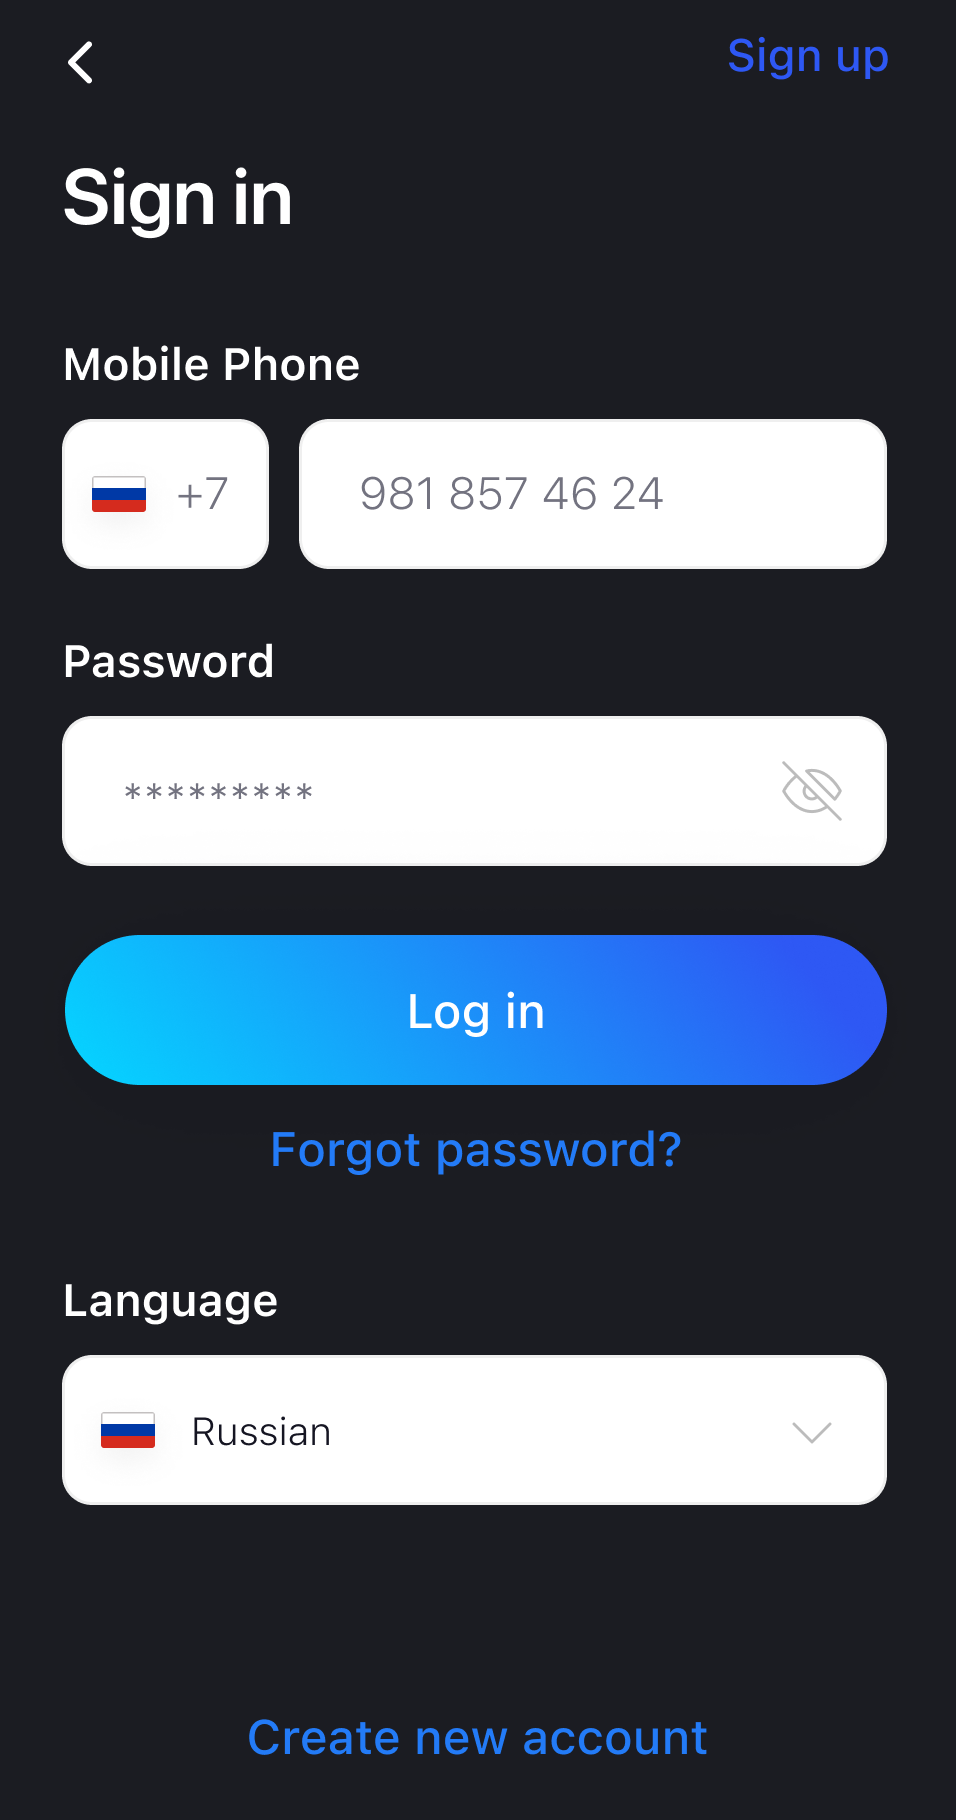 Sign up
Sign in
Mobile Phone
+7 981 857 46 24
Password
*********
Log in
Forgot password?
Language
Russian
Create new account